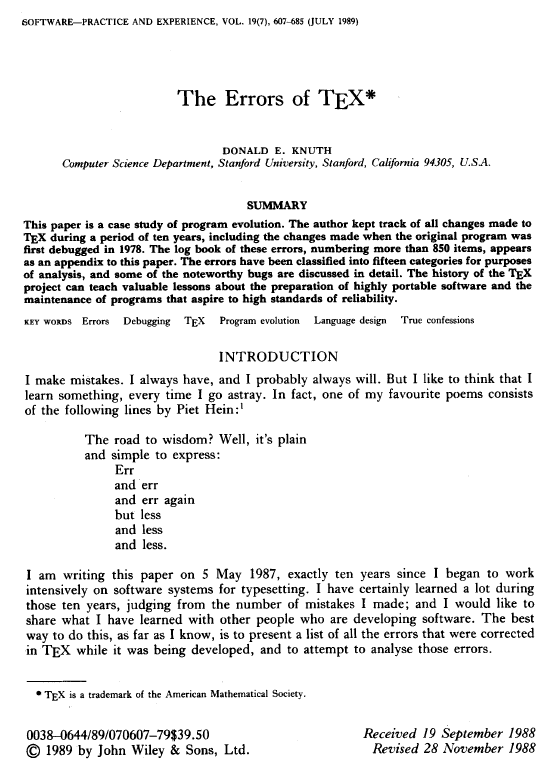 SOFTWARE—PRACTICE AND EXPERIENCE, VOL. 19(7), 607–685 (JULY 1989)
The Errors of TEX*
DONALD E. KNUTH
Computer Science Department, Stanford University, Stanford, California 94305, U.S.A.
SUMMARY
This paper is a case study of program evolution. The author kept track of all changes made to
TEX during a period of ten years, including the changes made when the original program was
first debugged in 1978. The log book of these errors, numbering more than 850 items, appears
as an appendix to this paper. The errors have been classified into fifteen categories for purposes
of analysis, and some of the noteworthy bugs are discussed in detail. The history of the TEX
project can teach valuable lessons about the preparation of highly portable software and the
maintenance of programs that aspire to high standards of reliability.
KEY WORDS Errors Debugging TEX Program evolution Language design True confessions
INTRODUCTION
I make mistakes. I always have, and I probably always will. But I like to think that I
learn something, every time I go astray. In fact, one of my favourite poems consists
of the following lines by Piet Hein:¹
The road to wisdom? Well, it's plain
and simple to express:
Err
and err
and err again
but less
and less
and less.
I am writing this paper on 5 May 1987, exactly ten years since I began to work
intensively on software systems for typesetting. I have certainly learned a lot during
those ten years, judging from the number of mistakes I made; and I would like to
share what I have learned with other people who are developing software. The best
way to do this, as far as I know, is to present a list of all the errors that were corrected
in TEX while it was being developed, and to attempt to analyse those errors.
* TEX is a trademark of the American Mathematical Society.
0038–0644/89/070607–79$39.50
© 1989 by John Wiley & Sons, Ltd.
Received 19 September 1988
Revised 28 November 1988